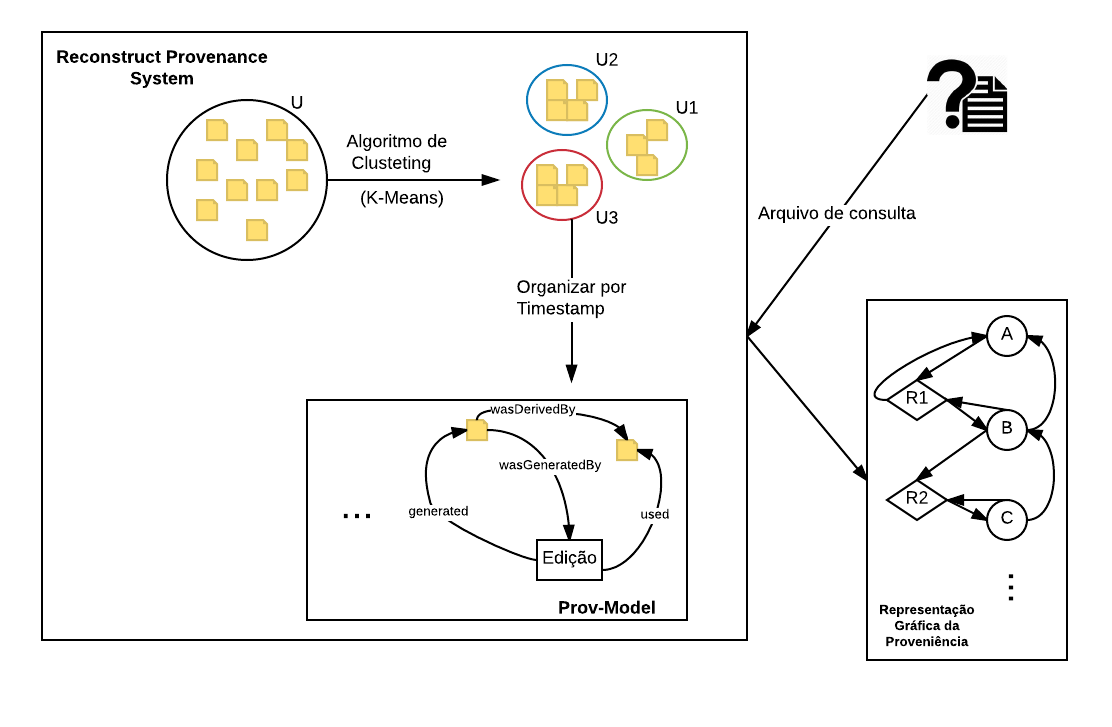 Reconstruct Provenance
System
U
Algoritmo de
Clusteting
(K-Means)
U2
U1
U3
Organizar por
Timestamp
wasDerivedBy
wasGeneratedBy
generated
used
...
Edição
Prov-Model
?
Arquivo de consulta
A
R1
B
R2
C
...
Representação
Gráfica da
Proveniência